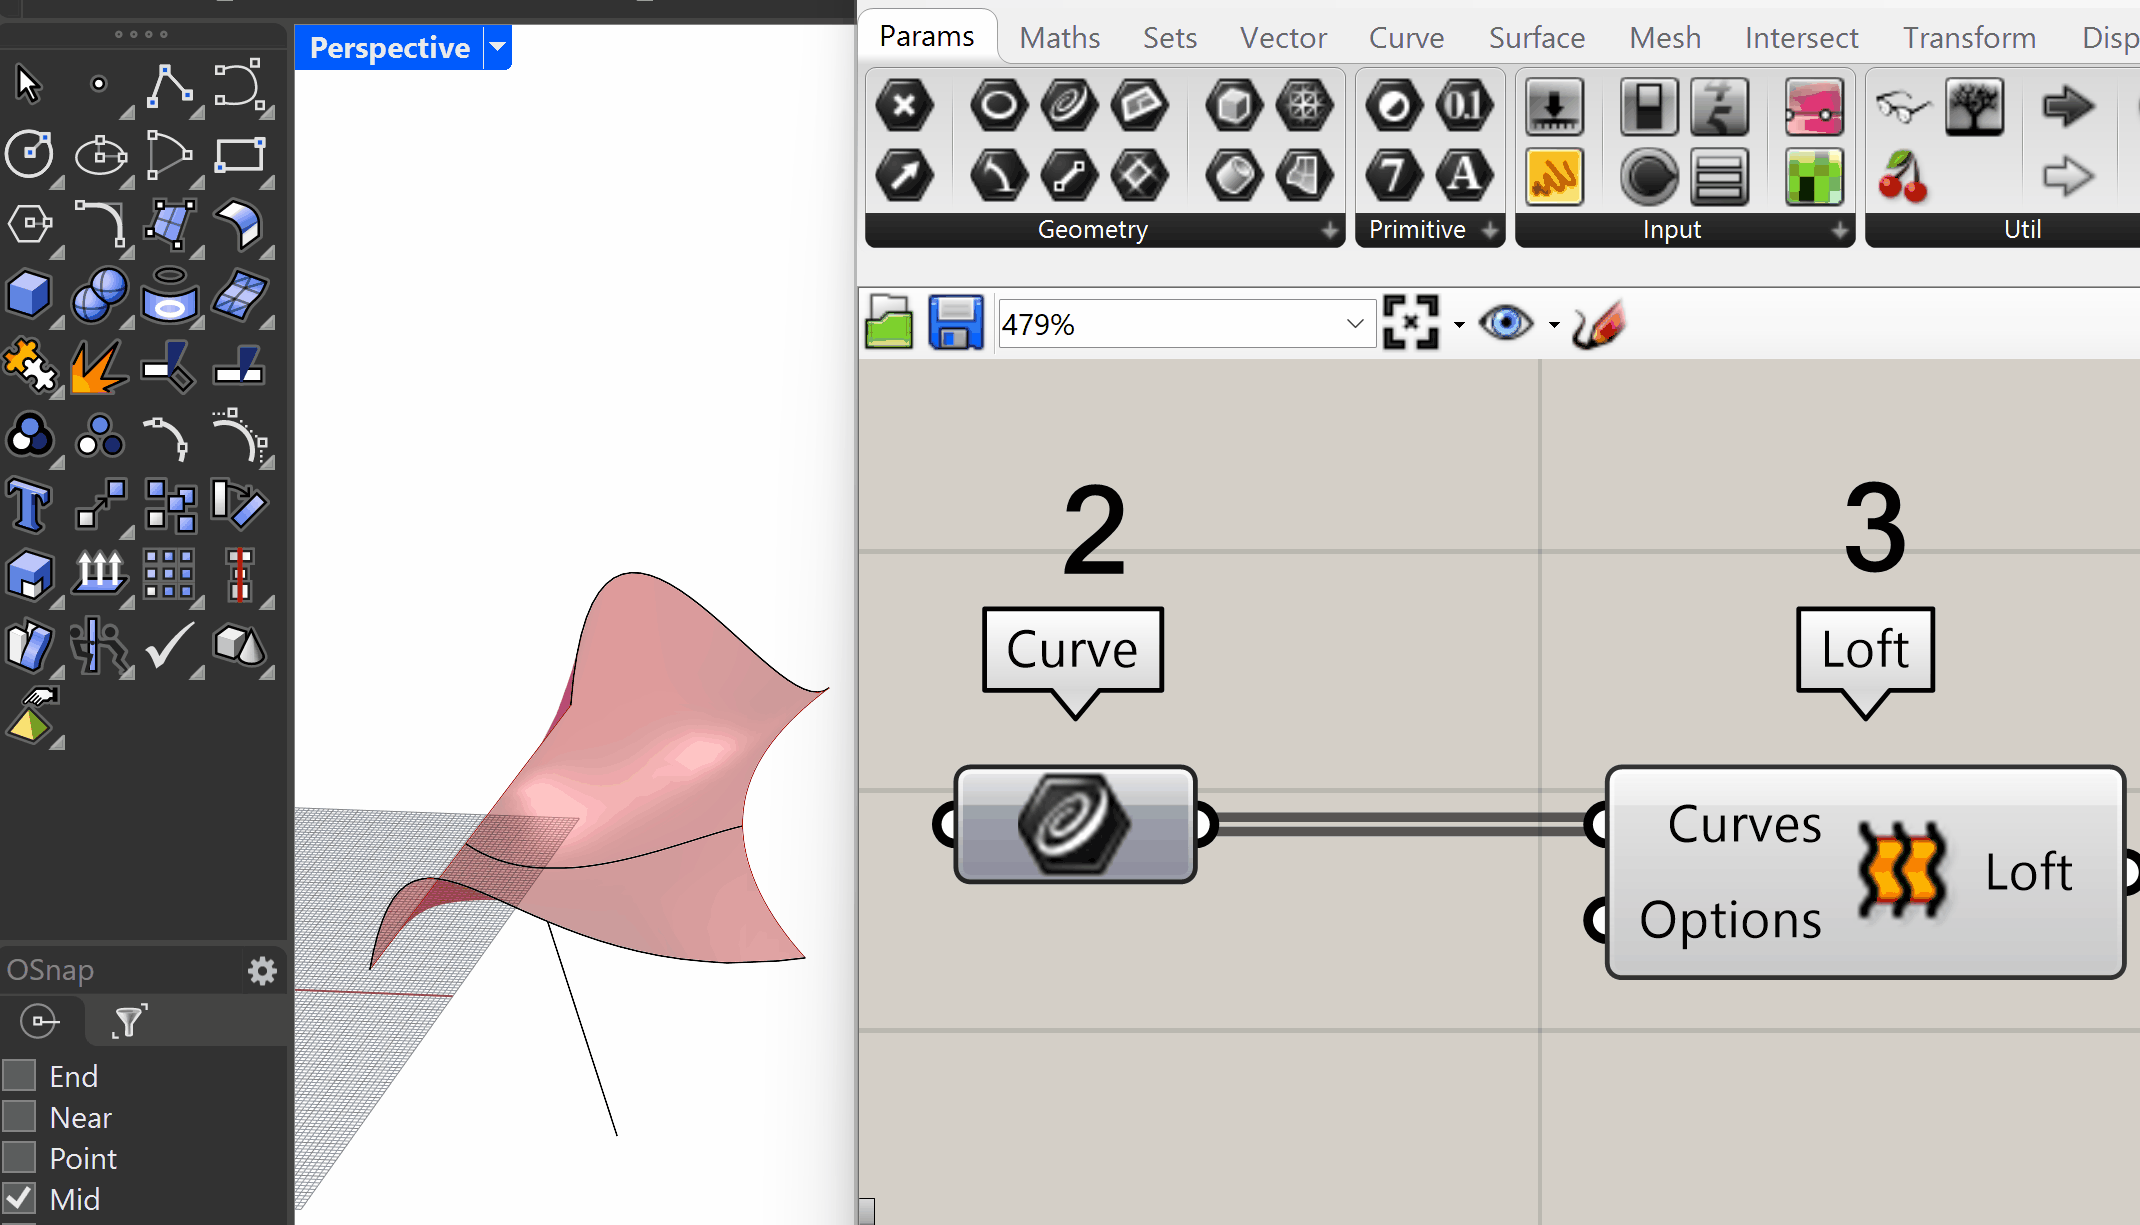 Perspective
Params Maths Sets Vector Curve Surface Mesh Intersect Transform Disp
0.1
7 A
Geometry Primitive Input Util
479%
2 3
Curve Loft
Curves
Options
Loft
OSnap
End
Near
Point
Mid